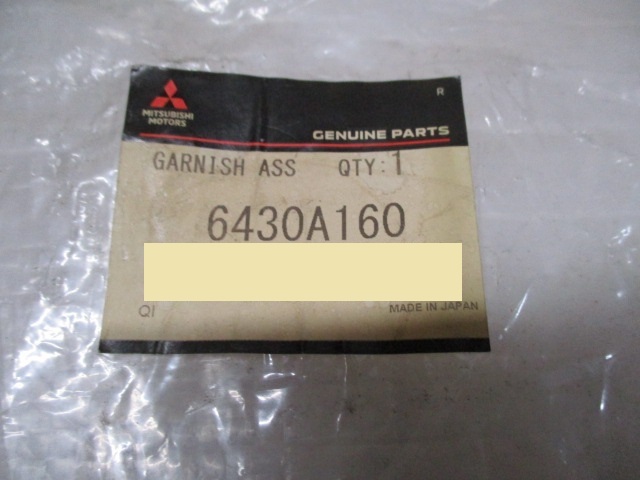 R
MITSUBISHI
MOTORS
GENUINE PARTS
GARNISH ASS QTY:1
6430A160
QI MADE IN JAPAN